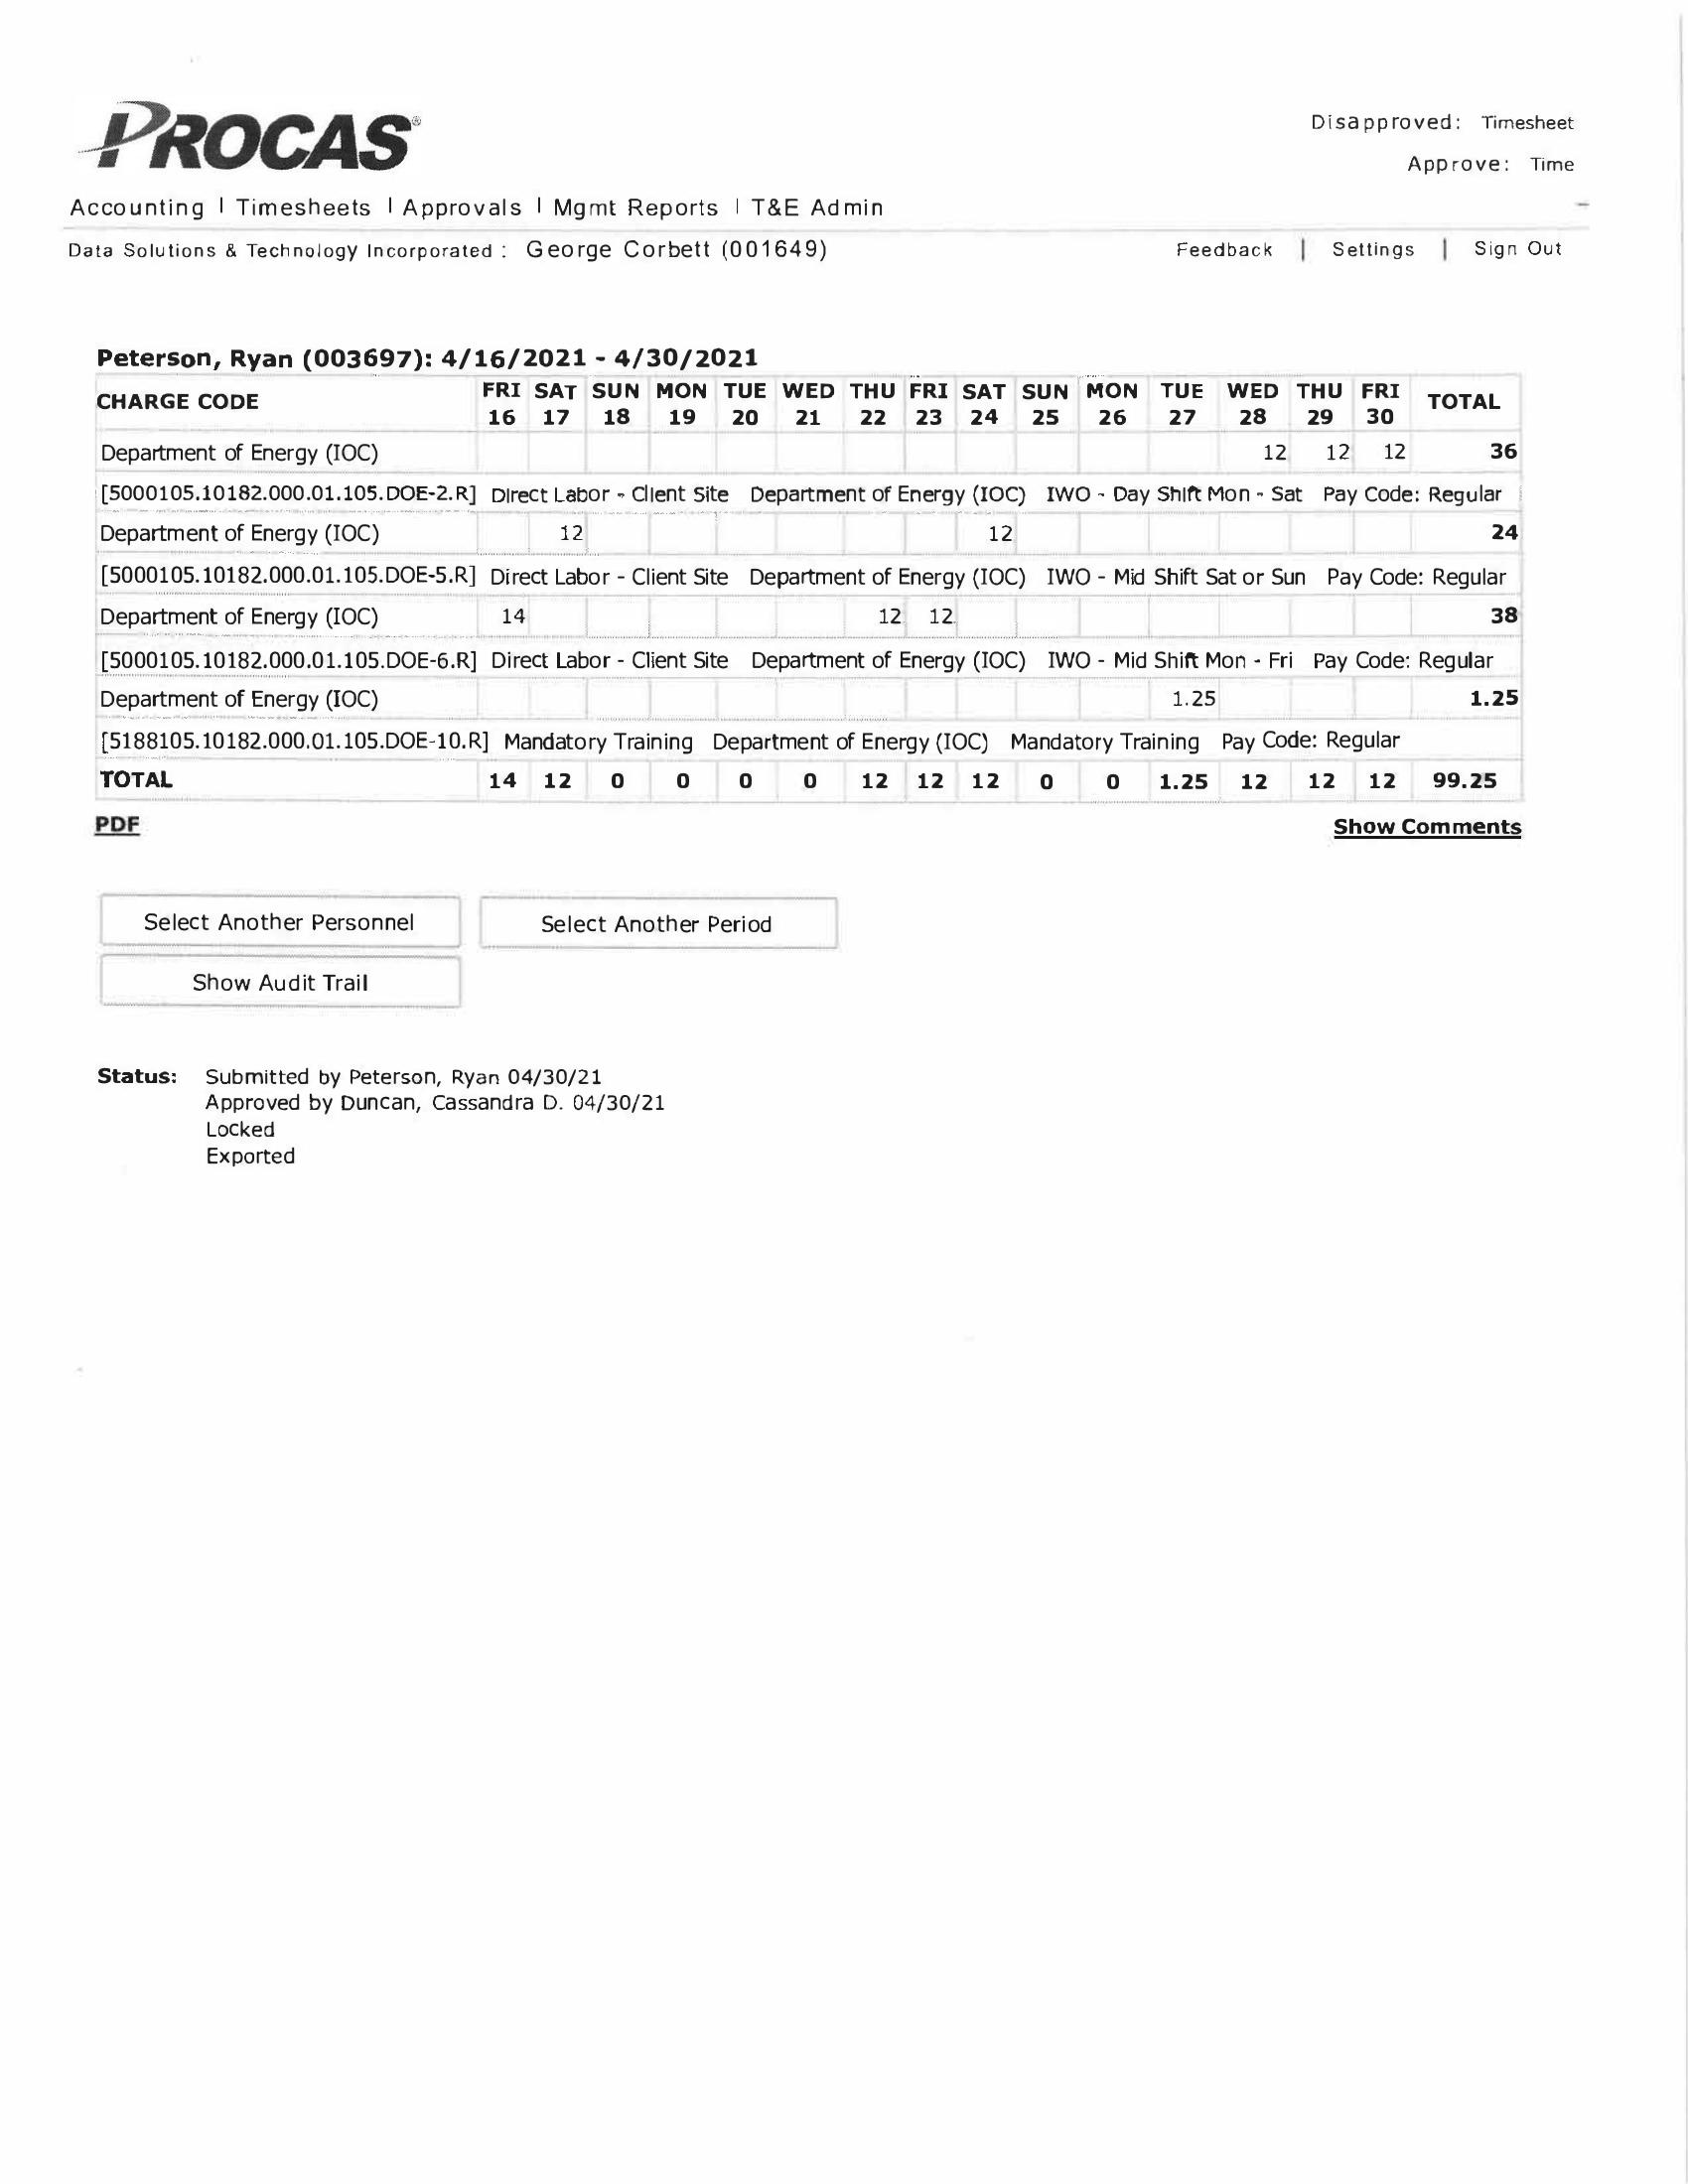 PROCAS®
Disapproved: Timesheet
Approve: Time
Accounting | Timesheets | Approvals | Mgmt Reports | T&E Admin
Data Solutions & Technology Incorporated : George Corbett (001649) Feedback | Settings | Sign Out
Peterson, Ryan (003697): 4/16/2021 - 4/30/2021
CHARGE CODE FRI SAT SUN MON TUE WED THU FRI SAT SUN MON TUE WED THU FRI TOTAL
16 17 18 19 20 21 22 23 24 25 26 27 28 29 30
Department of Energy (IOC) 12 12 12 36
[5000105.10182.000.01.105.DOE-2.R] Direct Labor - Client Site Department of Energy (IOC) IWO - Day Shift Mon - Sat Pay Code: Regular
Department of Energy (IOC) 12 12 24
[5000105.10182.000.01.105.DOE-5.R] Direct Labor - Client Site Department of Energy (IOC) IWO - Mid Shift Sat or Sun Pay Code: Regular
Department of Energy (IOC) 14 12 12 38
[5000105.10182.000.01.105.DOE-6.R] Direct Labor - Client Site Department of Energy (IOC) IWO - Mid Shift Mon - Fri Pay Code: Regular
Department of Energy (IOC) 1.25 1.25
[5188105.10182.000.01.105.DOE-10.R] Mandatory Training Department of Energy (IOC) Mandatory Training Pay Code: Regular
TOTAL 14 12 0 0 0 0 12 12 12 0 0 1.25 12 12 12 99.25
PDF Show Comments
Select Another Personnel Select Another Period
Show Audit Trail
Status: Submitted by Peterson, Ryan 04/30/21
Approved by Duncan, Cassandra D. 04/30/21
Locked
Exported